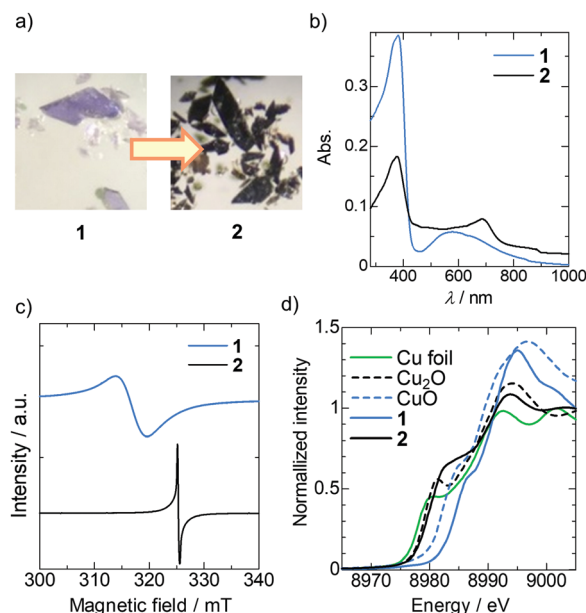 a)
1
2
b)
1
2
Abs.
0.3
0.2
0.1
0
400
600
800
1000
λ / nm
c)
1
2
Intensity / a.u.
300
310
320
330
340
Magnetic field / mT
d)
Cu foil
Cu₂O
CuO
1
2
Normallized intensity
1.5
1.0
0.5
0
8970
8980
8990
9000
Energy / eV